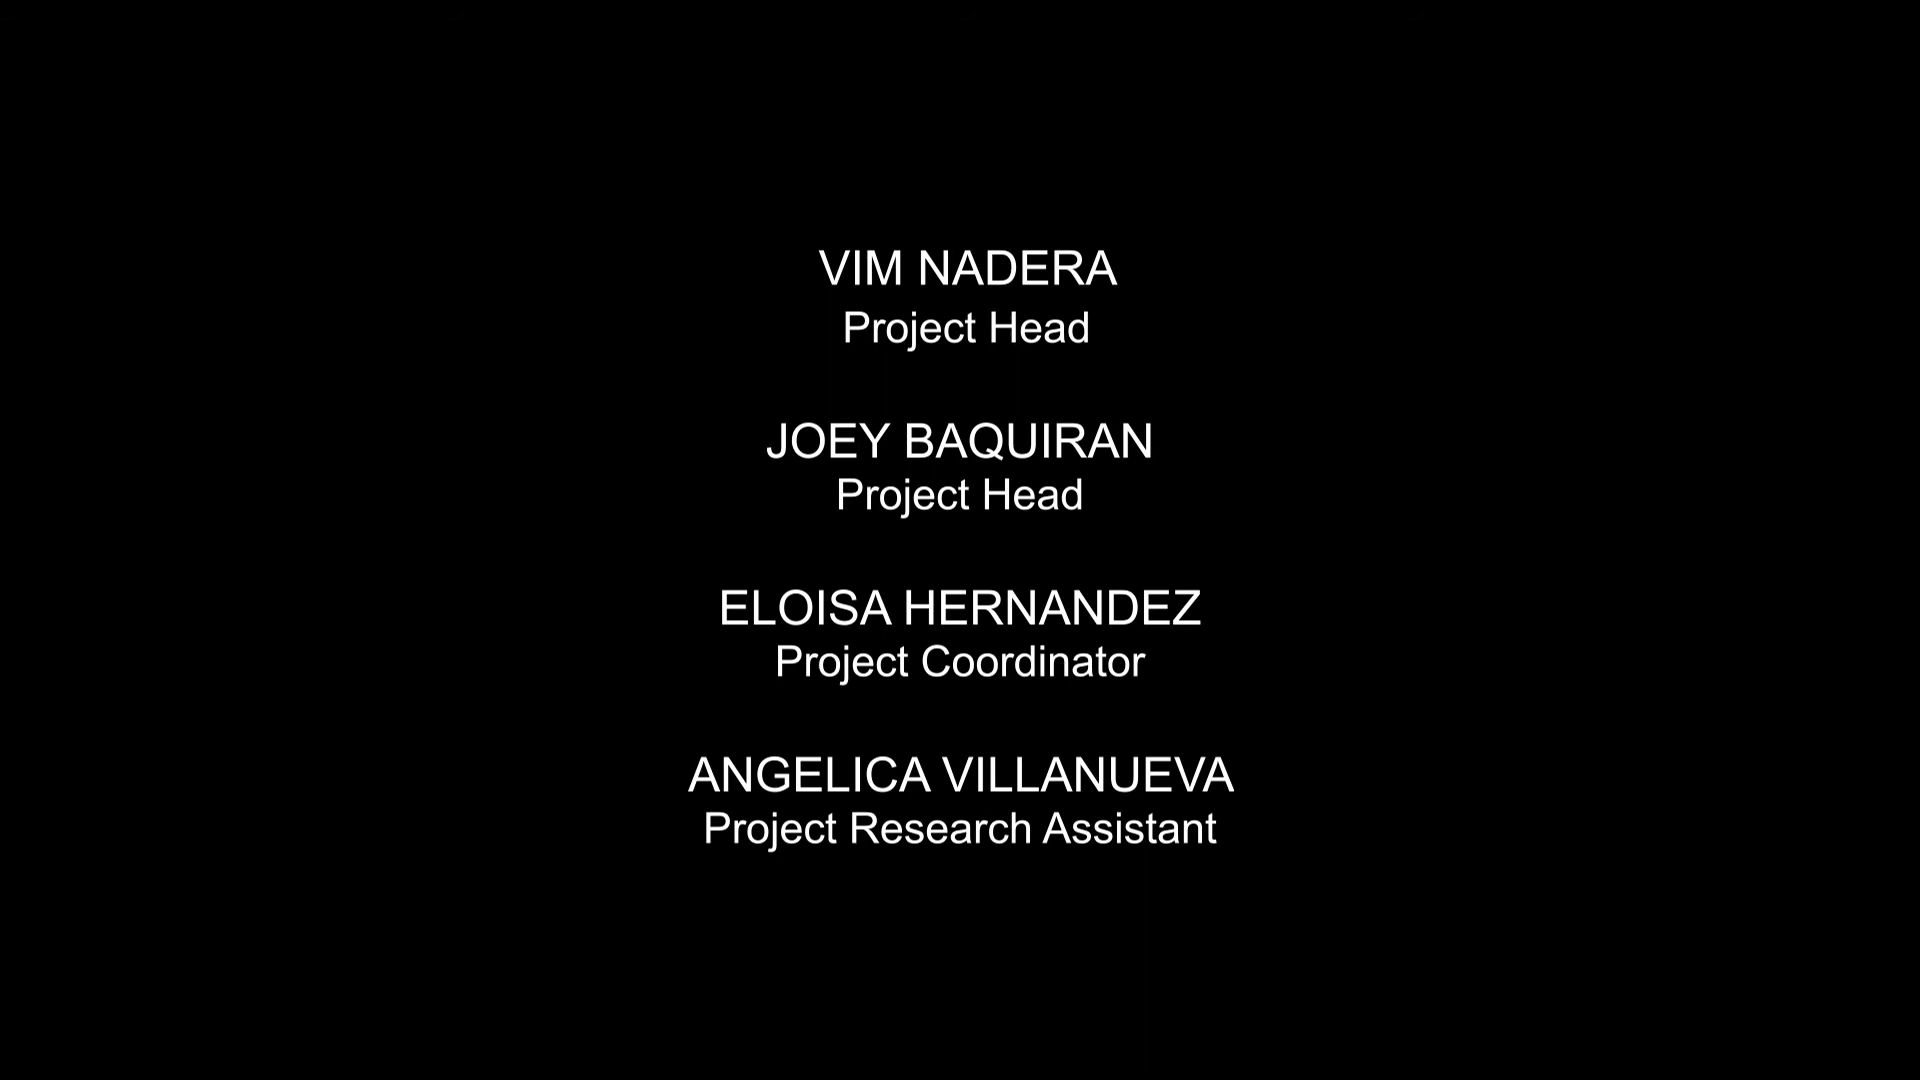 VIM NADERA
Project Head
JOEY BAQUIRAN
Project Head
ELOISA HERNANDEZ
Project Coordinator
ANGELICA VILLANUEVA
Project Research Assistant